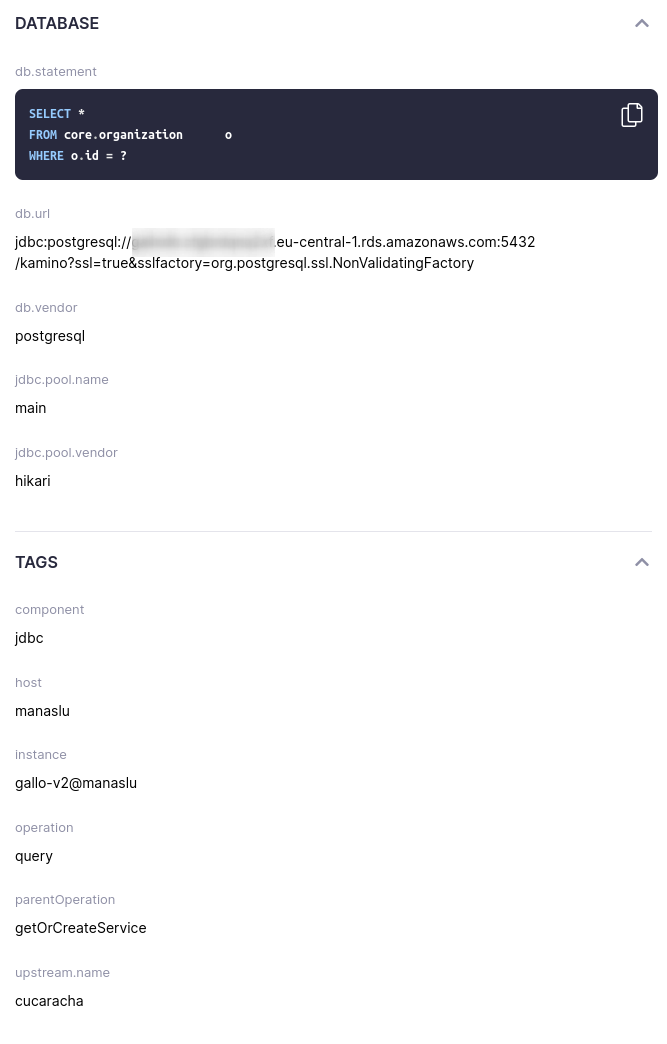 DATABASE
db.statement
SELECT *
FROM core.organization      o
WHERE o.id = ?
db.url
jdbc:postgresql://.eu-central-1.rds.amazonaws.com:5432
/kamino?ssl=true&sslfactory=org.postgresql.ssl.NonValidatingFactory
db.vendor
postgresql
jdbc.pool.name
main
jdbc.pool.vendor
hikari
TAGS
component
jdbc
host
manaslu
instance
gallo-v2@manaslu
operation
query
parentOperation
getOrCreateService
upstream.name
cucaracha